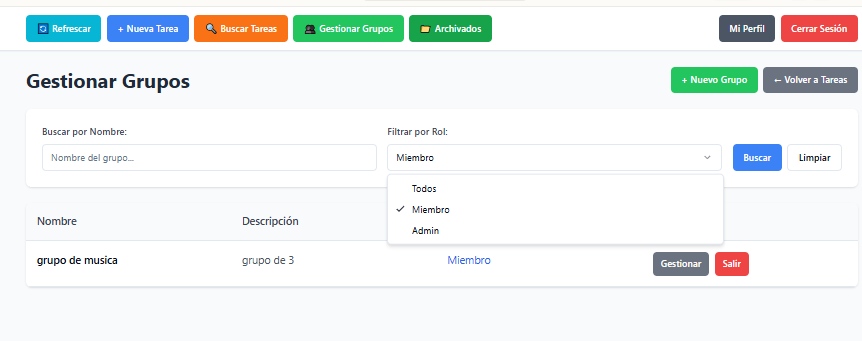 Refrescar
+ Nueva Tarea
Buscar Tareas
Gestionar Grupos
Archivados
Mi Perfil
Cerrar Sesión
Gestionar Grupos
+ Nuevo Grupo
← Volver a Tareas
Buscar por Nombre:
Filtrar por Rol:
Nombre del grupo...
Miembro
Buscar
Limpiar
Todos
✓ Miembro
Admin
Nombre
Descripción
grupo de musica
grupo de 3
Miembro
Gestionar
Salir